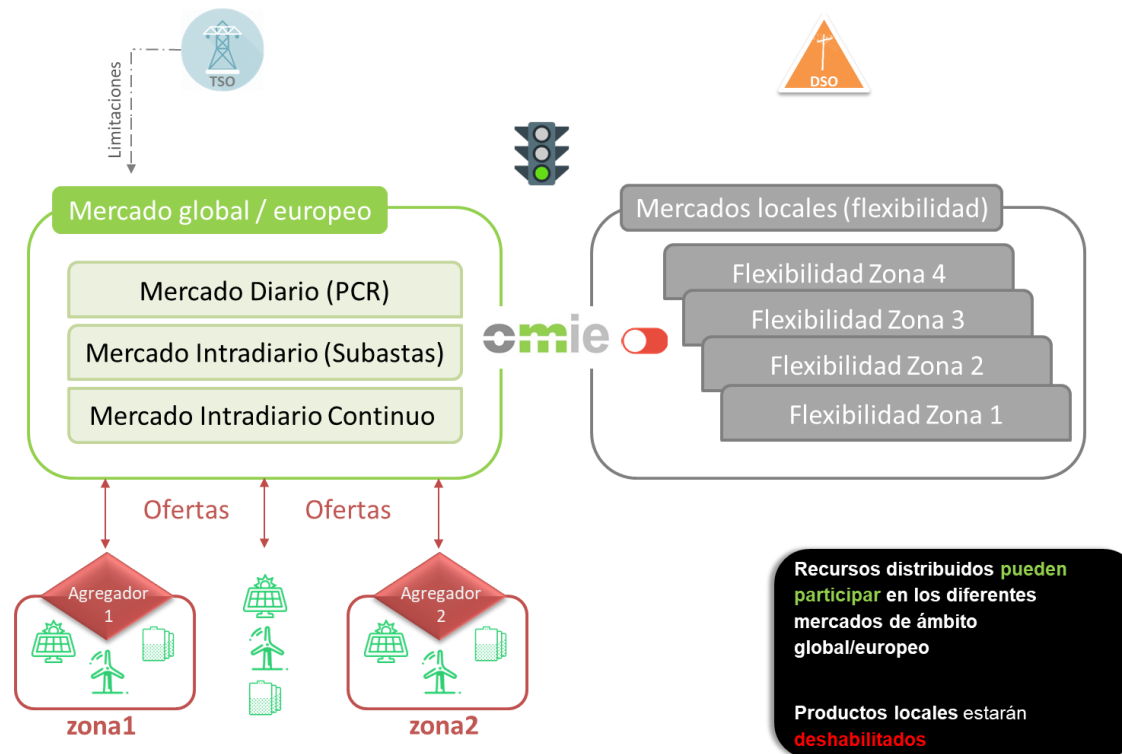 TSO
DSO
Limitaciones
Mercado global / europeo
Mercado Diario (PCR)
Mercado Intradiario (Subastas)
Mercado Intradiario Continuo
omie
Mercados locales (flexibilidad)
Flexibilidad Zona 4
Flexibilidad Zona 3
Flexibilidad Zona 2
Flexibilidad Zona 1
Ofertas
Ofertas
Agregador
1
Agregador
2
zona1
zona2
Recursos distribuidos pueden
participar en los diferentes
mercados de ámbito
global/europeo
Productos locales estarán
deshabilitados